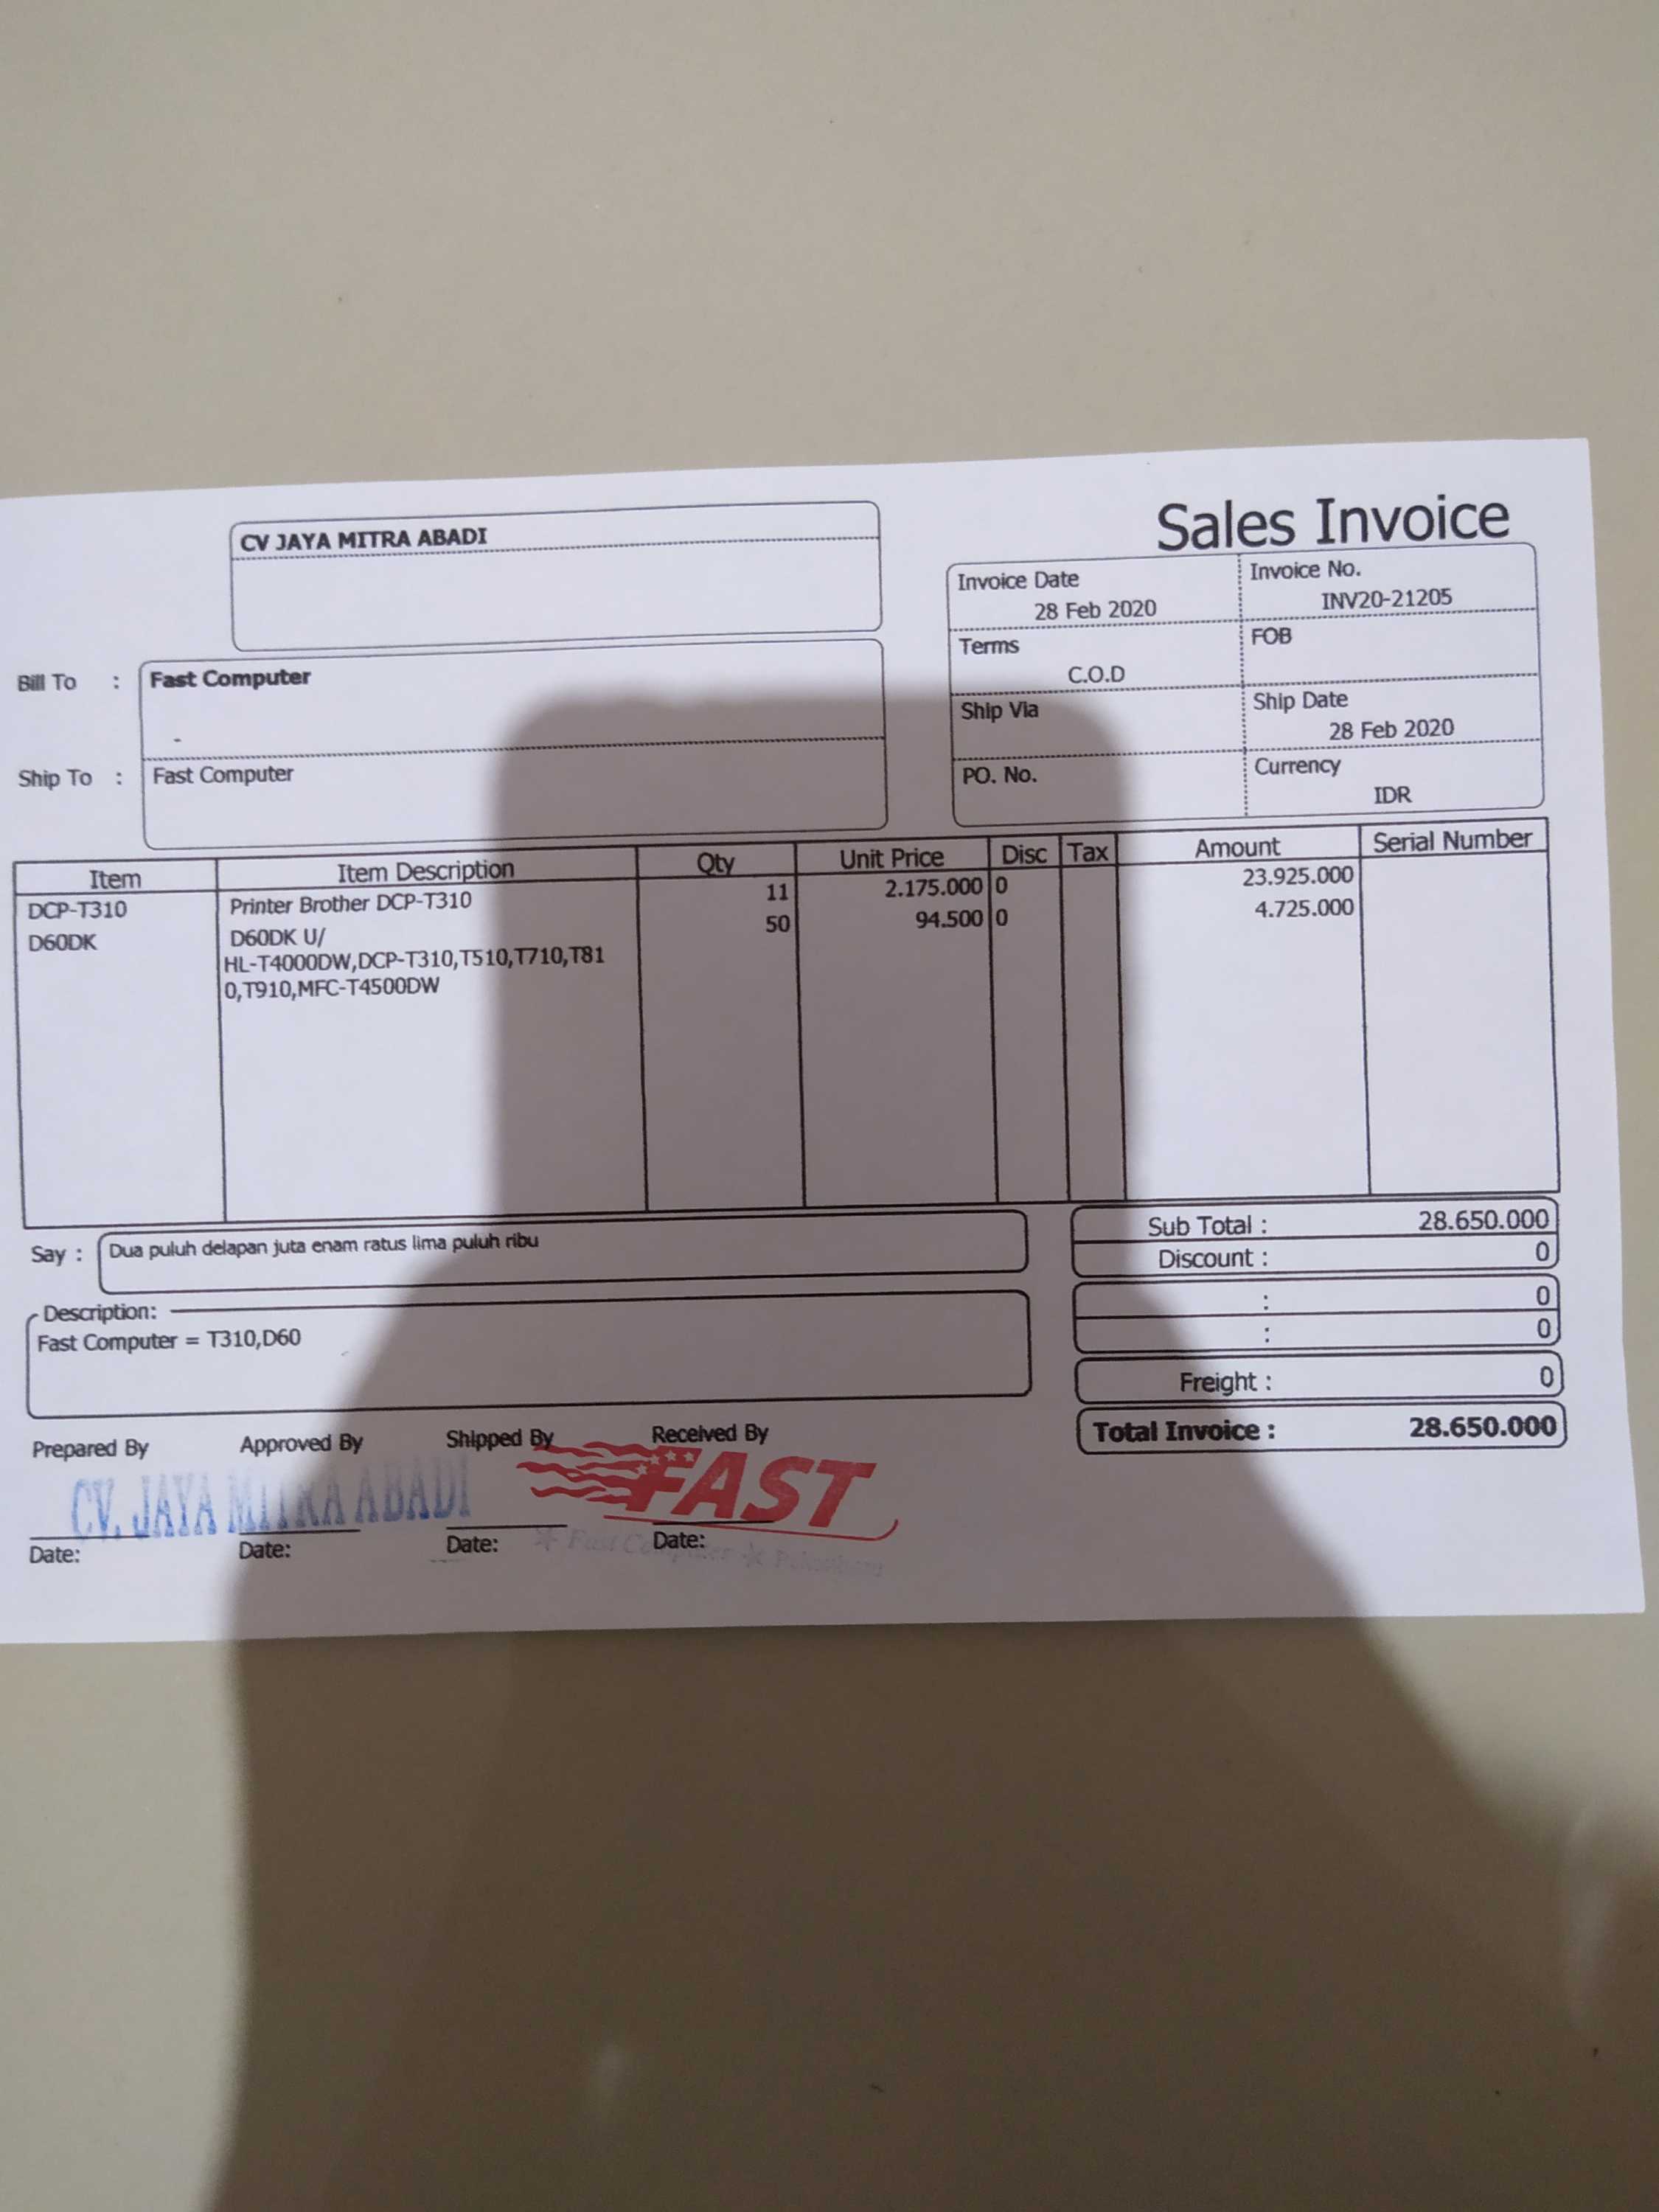 Sales Invoice
CV JAYA MITRA ABADI
Invoice Date
28 Feb 2020
Invoice No.
INV20-21205
Terms
C.O.D
FOB
Ship Via
Ship Date
28 Feb 2020
PO. No.
Currency
IDR
Bill To : Fast Computer
-
Ship To : Fast Computer
Item Item Description Qty Unit Price Disc Tax Amount Serial Number
DCP-T310 Printer Brother DCP-T310 11 2.175.000 0 23.925.000
D60DK D60DK U/ 50 94.500 0 4.725.000
HL-T4000DW,DCP-T310,T510,T710,T81
0,T910,MFC-T4500DW
Say : Dua puluh delapan juta enam ratus lima puluh ribu
Sub Total : 28.650.000
Discount : 0
: 0
: 0
Freight : 0
Total Invoice : 28.650.000
Description:
Fast Computer = T310,D60
Prepared By Approved By Shipped By Received By
CV. JAYA MITRA ABADI
FAST
Date: Date: Date: Date:
Fast Computer